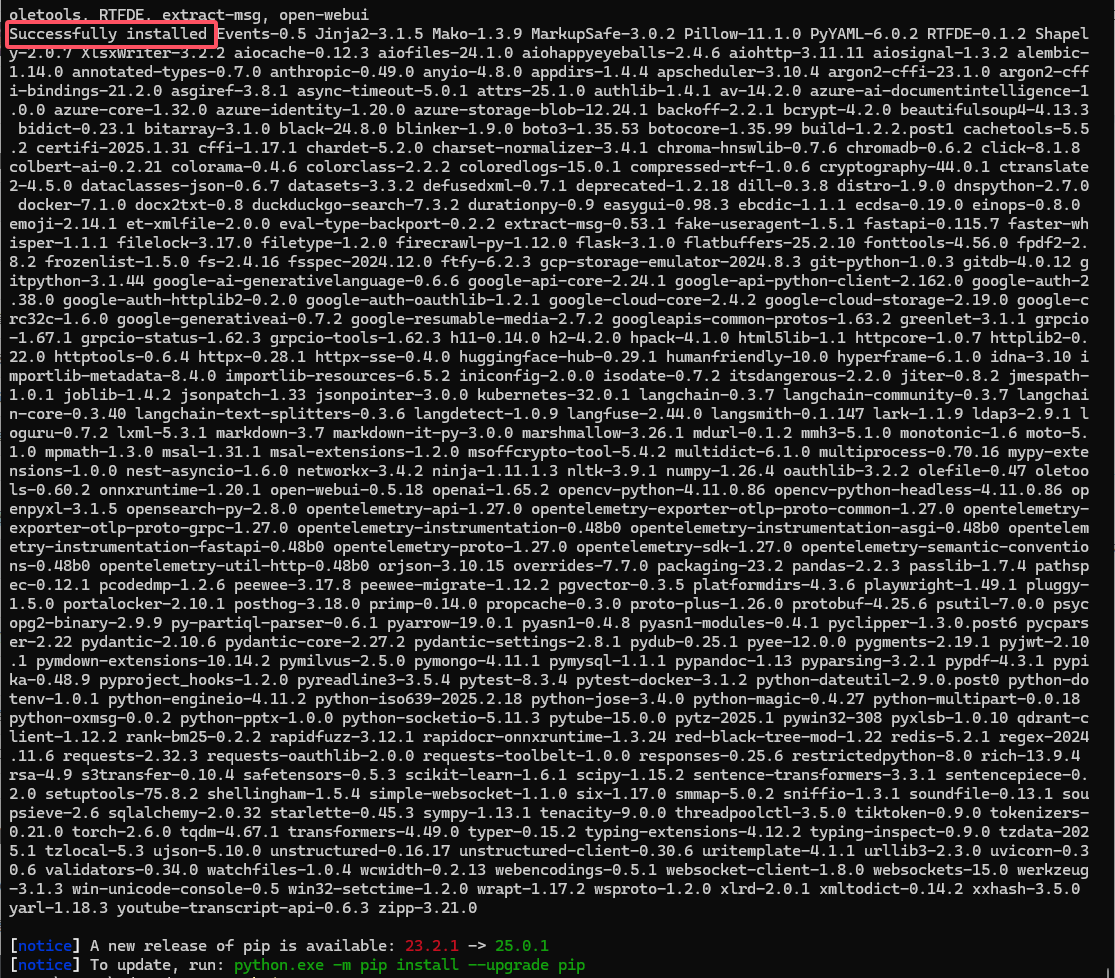 oletools, RTFDE, extract-msg, open-webui
Successfully installed Events-0.5 Jinja2-3.1.5 Mako-1.3.9 MarkupSafe-3.0.2 Pillow-11.1.0 PyYAML-6.0.2 RTFDE-0.1.2 Shapel
y-2.0.7 XlsxWriter-3.2.2 aiocache-0.12.3 aiofiles-24.1.0 aiohappyeyeballs-2.4.6 aiohttp-3.11.11 aiosignal-1.3.2 alembic-
1.14.0 annotated-types-0.7.0 anthropic-0.49.0 anyio-4.8.0 appdirs-1.4.4 apscheduler-3.10.4 argon2-cffi-23.1.0 argon2-cff
i-bindings-21.2.0 asgiref-3.8.1 async-timeout-5.0.1 attrs-25.1.0 authlib-1.4.1 av-14.2.0 azure-ai-documentintelligence-1
.0.0 azure-core-1.32.0 azure-identity-1.20.0 azure-storage-blob-12.24.1 backoff-2.2.1 bcrypt-4.2.0 beautifulsoup4-4.13.3
bidict-0.23.1 bitarray-3.1.0 black-24.8.0 blinker-1.9.0 boto3-1.35.53 botocore-1.35.99 build-1.2.2.post1 cachetools-5.5
.2 certifi-2025.1.31 cffi-1.17.1 chardet-5.2.0 charset-normalizer-3.4.1 chroma-hnswlib-0.7.6 chromadb-0.6.2 click-8.1.8
colbert-ai-0.2.21 colorama-0.4.6 colorclass-2.2.2 coloredlogs-15.0.1 compressed-rtf-1.0.6 cryptography-44.0.1 ctranslate
2-4.5.0 dataclasses-json-0.6.7 datasets-3.3.2 defusedxml-0.7.1 deprecated-1.2.18 dill-0.3.8 distro-1.9.0 dnspython-2.7.0
docker-7.1.0 docx2txt-0.8 duckduckgo-search-7.3.2 durationpy-0.9 easygui-0.98.3 ebcdic-1.1.1 ecdsa-0.19.0 einops-0.8.0
emoji-2.14.1 et-xmlfile-2.0.0 eval-type-backport-0.2.2 extract-msg-0.53.1 fake-useragent-1.5.1 fastapi-0.115.7 faster-wh
isper-1.1.1 filelock-3.17.0 filetype-1.2.0 firecrawl-py-1.12.0 flask-3.1.0 flatbuffers-25.2.10 fonttools-4.56.0 fpdf2-2.
8.2 frozenlist-1.5.0 fs-2.4.16 fsspec-2024.12.0 ftfy-6.2.3 gcp-storage-emulator-2024.8.3 git-python-1.0.3 gitdb-4.0.12 g
itpython-3.1.44 google-ai-generativelanguage-0.6.6 google-api-core-2.24.1 google-api-python-client-2.162.0 google-auth-2
.38.0 google-auth-httplib2-0.2.0 google-auth-oauthlib-1.2.1 google-cloud-core-2.4.2 google-cloud-storage-2.19.0 google-c
rc32c-1.6.0 google-generativeai-0.7.2 google-resumable-media-2.7.2 googleapis-common-protos-1.63.2 greenlet-3.1.1 grpcio
-1.67.1 grpcio-status-1.62.3 grpcio-tools-1.62.3 h11-0.14.0 h2-4.2.0 hpack-4.1.0 html5lib-1.1 httpcore-1.0.7 httplib2-0.
22.0 httptools-0.6.4 httpx-0.28.1 httpx-sse-0.4.0 huggingface-hub-0.29.1 humanfriendly-10.0 hyperframe-6.1.0 idna-3.10 i
mportlib-metadata-8.4.0 importlib-resources-6.5.2 iniconfig-2.0.0 isodate-0.7.2 itsdangerous-2.2.0 jiter-0.8.2 jmespath-
1.0.1 joblib-1.4.2 jsonpatch-1.33 jsonpointer-3.0.0 kubernetes-32.0.1 langchain-0.3.7 langchain-community-0.3.7 langchai
n-core-0.3.40 langchain-text-splitters-0.3.6 langdetect-1.0.9 langfuse-2.44.0 langsmith-0.1.147 lark-1.1.9 ldap3-2.9.1 l
oguru-0.7.2 lxml-5.3.1 markdown-3.7 markdown-it-py-3.0.0 marshmallow-3.26.1 mdurl-0.1.2 mmh3-5.1.0 monotonic-1.6 moto-5.
1.0 mpmath-1.3.0 msal-1.31.1 msal-extensions-1.2.0 msoffcrypto-tool-5.4.2 multidict-6.1.0 multiprocess-0.70.16 mypy-exte
nsions-1.0.0 nest-asyncio-1.6.0 networkx-3.4.2 ninja-1.11.1.3 nltk-3.9.1 numpy-1.26.4 oauthlib-3.2.2 olefile-0.47 oletoo
ls-0.60.2 onnxruntime-1.20.1 open-webui-0.5.18 openai-1.65.2 opencv-python-4.11.0.86 opencv-python-headless-4.11.0.86 op
enpyxl-3.1.5 opensearch-py-2.8.0 opentelemetry-api-1.27.0 opentelemetry-exporter-otlp-proto-common-1.27.0 opentelemetry-
exporter-otlp-proto-grpc-1.27.0 opentelemetry-instrumentation-0.48b0 opentelemetry-instrumentation-asgi-0.48b0 opentelem
etry-instrumentation-fastapi-0.48b0 opentelemetry-proto-1.27.0 opentelemetry-sdk-1.27.0 opentelemetry-semantic-conventio
ns-0.48b0 opentelemetry-util-http-0.48b0 orjson-3.10.15 overrides-7.7.0 packaging-23.2 pandas-2.2.3 passlib-1.7.4 pathsp
ec-0.12.1 pcodedmp-1.2.6 peewee-3.17.8 peewee-migrate-1.12.2 pgvector-0.3.5 platformdirs-4.3.6 playwright-1.49.1 pluggy-
1.5.0 portalocker-2.10.1 posthog-3.18.0 primp-0.14.0 propcache-0.3.0 proto-plus-1.26.0 protobuf-4.25.6 psutil-7.0.0 psyc
opg2-binary-2.9.9 py-partiql-parser-0.6.1 pyarrow-19.0.1 pyasn1-0.4.8 pyasn1-modules-0.4.1 pyclipper-1.3.0.post6 pycpars
er-2.22 pydantic-2.10.6 pydantic-core-2.27.2 pydantic-settings-2.8.1 pydub-0.25.1 pyee-12.0.0 pygments-2.19.1 pyjwt-2.10
.1 pymdown-extensions-10.14.2 pymilvus-2.5.0 pymongo-4.11.1 pymysql-1.1.1 pypandoc-1.13 pyparsing-3.2.1 pypdf-4.3.1 pypi
ka-0.48.9 pyproject_hooks-1.2.0 pyreadline3-3.5.4 pytest-8.3.4 pytest-docker-3.1.2 python-dateutil-2.9.0.post0 python-do
tenv-1.0.1 python-engineio-4.11.2 python-iso639-2025.2.18 python-jose-3.4.0 python-magic-0.4.27 python-multipart-0.0.18
python-oxmsg-0.0.2 python-pptx-1.0.0 python-socketio-5.11.3 pytube-15.0.0 pytz-2025.1 pywin32-308 pyxlsb-1.0.10 qdrant-c
lient-1.12.2 rank-bm25-0.2.2 rapidfuzz-3.12.1 rapidocr-onnxruntime-1.3.24 red-black-tree-mod-1.22 redis-5.2.1 regex-2024
.11.6 requests-2.32.3 requests-oauthlib-2.0.0 requests-toolbelt-1.0.0 responses-0.25.6 restrictedpython-8.0 rich-13.9.4
rsa-4.9 s3transfer-0.10.4 safetensors-0.5.3 scikit-learn-1.6.1 scipy-1.15.2 sentence-transformers-3.3.1 sentencepiece-0.
2.0 setuptools-75.8.2 shellingham-1.5.4 simple-websocket-1.1.0 six-1.17.0 smmap-5.0.2 sniffio-1.3.1 soundfile-0.13.1 sou
psieve-2.6 sqlalchemy-2.0.32 starlette-0.45.3 sympy-1.13.1 tenacity-9.0.0 threadpoolctl-3.5.0 tiktoken-0.9.0 tokenizers-
0.21.0 torch-2.6.0 tqdm-4.67.1 transformers-4.49.0 typer-0.15.2 typing-extensions-4.12.2 typing-inspect-0.9.0 tzdata-202
5.1 tzlocal-5.3 ujson-5.10.0 unstructured-0.16.17 unstructured-client-0.30.6 uritemplate-4.1.1 urllib3-2.3.0 uvicorn-0.3
0.6 validators-0.34.0 watchfiles-1.0.4 wcwidth-0.2.13 webencodings-0.5.1 websocket-client-1.8.0 websockets-15.0 werkzeug
-3.1.3 win-unicode-console-0.5 win32-setctime-1.2.0 wrapt-1.17.2 wsproto-1.2.0 xlrd-2.0.1 xmltodict-0.14.2 xxhash-3.5.0
yarl-1.18.3 youtube-transcript-api-0.6.3 zipp-3.21.0
[notice] A new release of pip is available: 23.2.1 -> 25.0.1
[notice] To update, run: python.exe -m pip install --upgrade pip